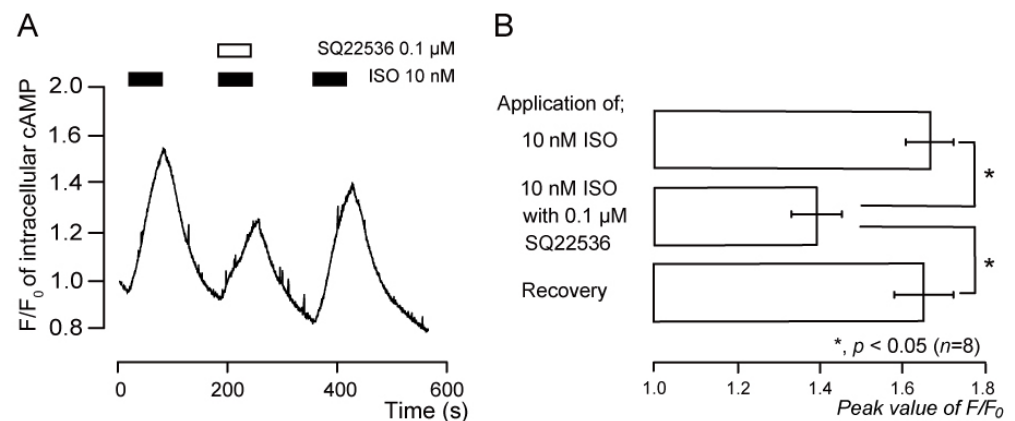 A
SQ22536 0.1 µM
ISO 10 nM
F/F0 of intracellular cAMP
2.0
1.6
1.4
1.2
1.0
0.8
0
200
400
600
Time (s)
B
Application of;
10 nM ISO
10 nM ISO
with 0.1 µM
SQ22536
Recovery
*
*
*, p < 0.05 (n=8)
1.0
1.2
1.4
1.6
1.8
Peak value of F/F0